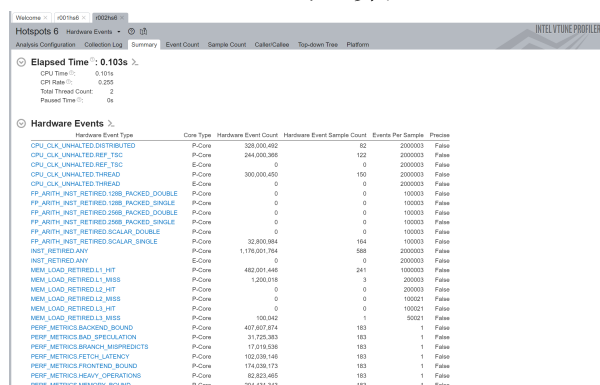 Welcome × r001hs6 × r002hs6 ×
Hotspots 6 Hardware Events INTEL VTUNE PROFILER
Analysis Configuration Collection Log Summary Event Count Sample Count Caller/Callee Top-down Tree Platform
Elapsed Time: 0.103s
CPU Time: 0.101s
CPI Rate: 0.255
Total Thread Count: 2
Paused Time: 0s
Hardware Events
Hardware Event Type Core Type Hardware Event Count Hardware Event Sample Count Events Per Sample Precise
CPU_CLK_UNHALTED.DISTRIBUTED P-Core 328,000,492 82 2000003 False
CPU_CLK_UNHALTED.REF_TSC P-Core 244,000,366 122 2000003 False
CPU_CLK_UNHALTED.REF_TSC E-Core 0 0 2000003 False
CPU_CLK_UNHALTED.THREAD P-Core 300,000,450 150 2000003 False
CPU_CLK_UNHALTED.THREAD E-Core 0 0 2000003 False
FP_ARITH_INST_RETIRED.128B_PACKED_DOUBLE P-Core 0 0 100003 False
FP_ARITH_INST_RETIRED.128B_PACKED_SINGLE P-Core 0 0 100003 False
FP_ARITH_INST_RETIRED.256B_PACKED_DOUBLE P-Core 0 0 100003 False
FP_ARITH_INST_RETIRED.256B_PACKED_SINGLE P-Core 0 0 100003 False
FP_ARITH_INST_RETIRED.SCALAR_DOUBLE P-Core 0 0 100003 False
FP_ARITH_INST_RETIRED.SCALAR_SINGLE P-Core 32,800,984 164 100003 False
INST_RETIRED.ANY P-Core 1,176,001,764 588 2000003 False
INST_RETIRED.ANY E-Core 0 0 2000003 False
MEM_LOAD_RETIRED.L1_HIT P-Core 482,001,446 241 1000003 False
MEM_LOAD_RETIRED.L1_MISS P-Core 1,200,018 3 200003 False
MEM_LOAD_RETIRED.L2_HIT P-Core 0 0 200003 False
MEM_LOAD_RETIRED.L2_MISS P-Core 0 0 100021 False
MEM_LOAD_RETIRED.L3_HIT P-Core 0 0 100021 False
MEM_LOAD_RETIRED.L3_MISS P-Core 100,042 1 50021 False
PERF_METRICS.BACKEND_BOUND P-Core 407,607,874 183 1 False
PERF_METRICS.BAD_SPECULATION P-Core 31,725,383 183 1 False
PERF_METRICS.BRANCH_MISPREDICTS P-Core 17,019,536 183 1 False
PERF_METRICS.FETCH_LATENCY P-Core 102,039,146 183 1 False
PERF_METRICS.FRONTEND_BOUND P-Core 174,039,173 183 1 False
PERF_METRICS.HEAVY_OPERATIONS P-Core 82,823,465 183 1 False
PERF_METRICS.MEMORY_BOUND P-Core 183 1 False